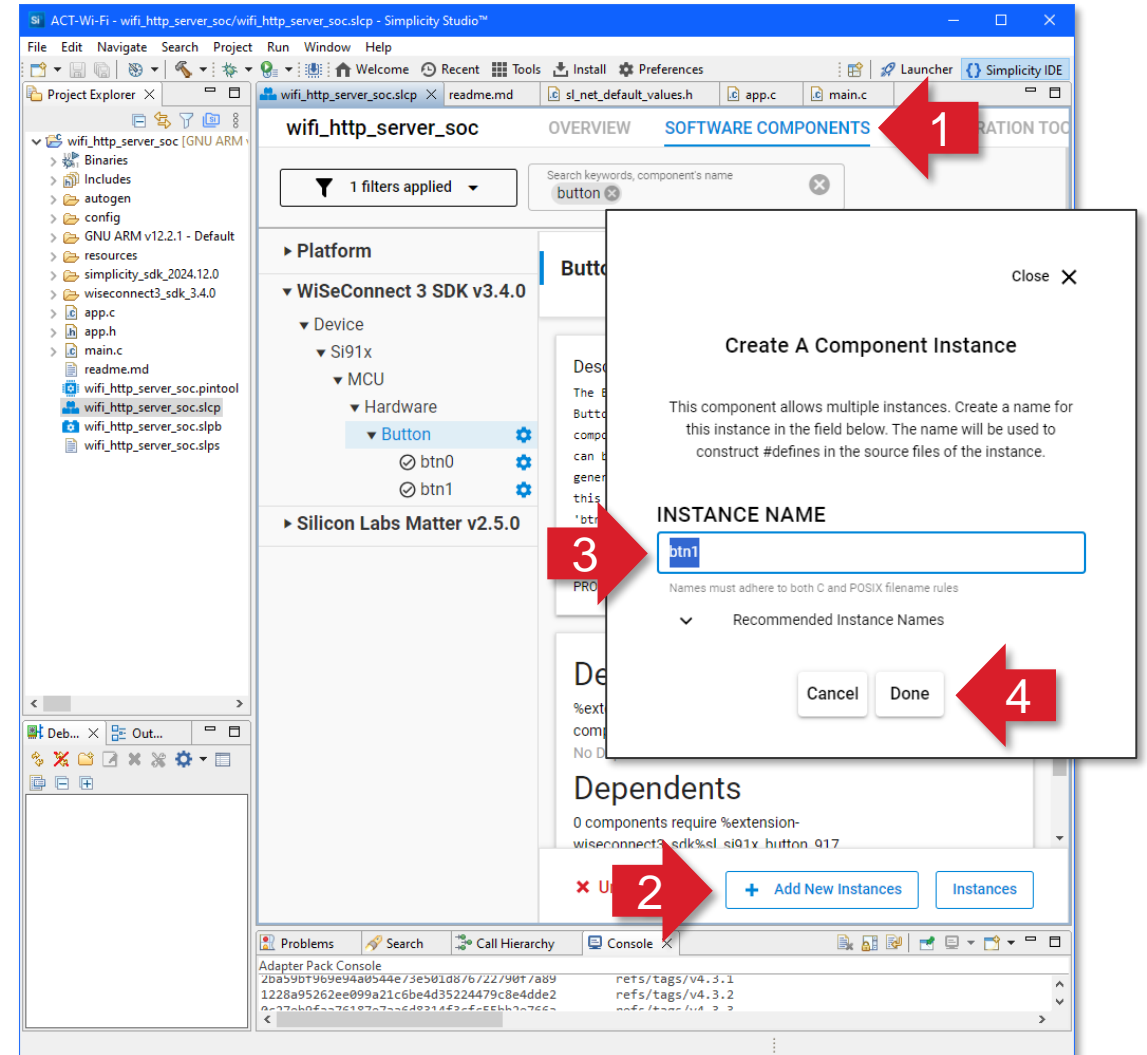 ACT-Wi-Fi - wifi_http_server_soc/wifi_http_server_soc.slcp - Simplicity Studio™
File Edit Navigate Search Project Run Window Help
Welcome Recent Tools Install Preferences Launcher {} Simplicity IDE
Project Explorer
wifi_http_server_soc.slcp readme.md sl_net_default_values.h app.c main.c
wifi_http_server_soc [GNU ARM
Binaries
Includes
autogen
config
GNU ARM v12.2.1 - Default
resources
simplicity_sdk_2024.12.0
wiseconnect3_sdk_3.4.0
app.c
app.h
main.c
readme.md
wifi_http_server_soc.pintool
wifi_http_server_soc.slcp
wifi_http_server_soc.slpb
wifi_http_server_soc.slps
wifi_http_server_soc OVERVIEW SOFTWARE COMPONENTS
1
1 filters applied
Search keywords, component's name
button
Platform
WiSeConnect 3 SDK v3.4.0
Device
Si91x
MCU
Hardware
Button
btn0
btn1
Silicon Labs Matter v2.5.0
Close
Create A Component Instance
This component allows multiple instances. Create a name for
this instance in the field below. The name will be used to
construct #defines in the source files of the instance.
INSTANCE NAME
3
btn1
Names must adhere to both C and POSIX filename rules
Recommended Instance Names
Cancel Done
4
The
can
this
No
Dependents
0 components require %extension-
wiseconnect3_sdk%sl_si91x_button_917
2
Add New Instances Instances
Deb... Out...
Problems Search Call Hierarchy Console
Adapter Pack Console
2ba59bf969e94a0544e73e501d876722790f7a89 refs/tags/v4.3.1
1228a95262ee099a21c6be4d35224479c8e4dde2 refs/tags/v4.3.2